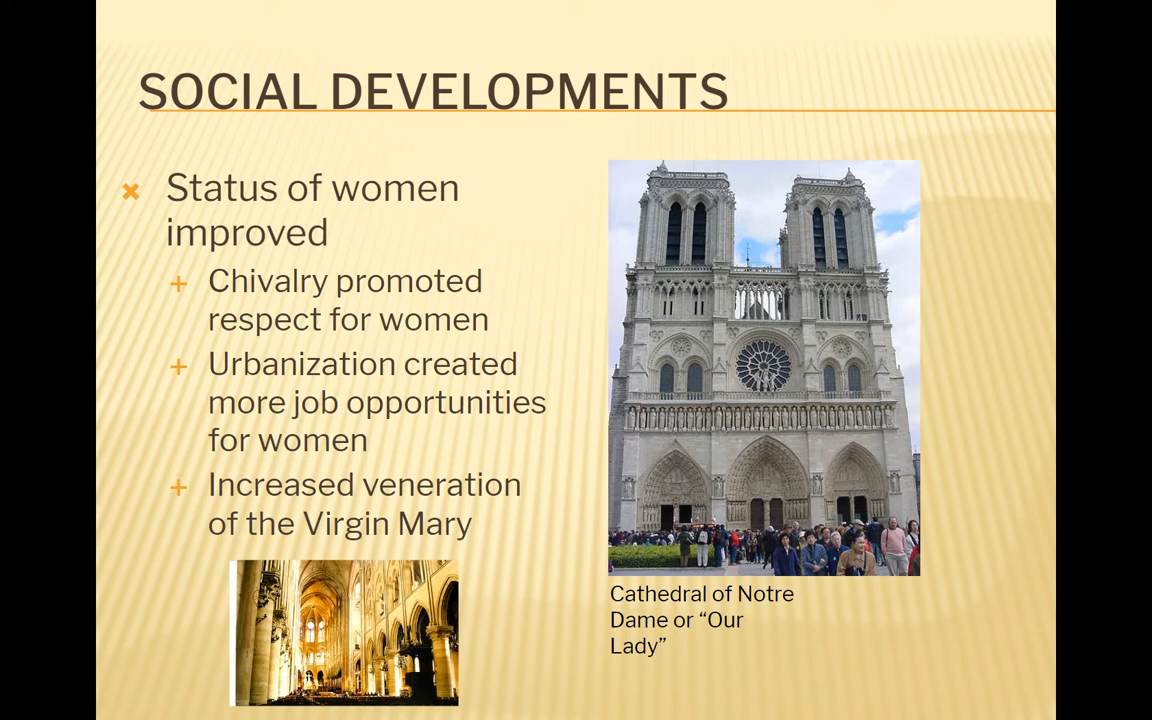 SOCIAL DEVELOPMENTS
Status of women
improved
Chivalry promoted
respect for women
Urbanization created
more job opportunities
for women
Increased veneration
of the Virgin Mary
Cathedral of Notre
Dame or “Our
Lady”